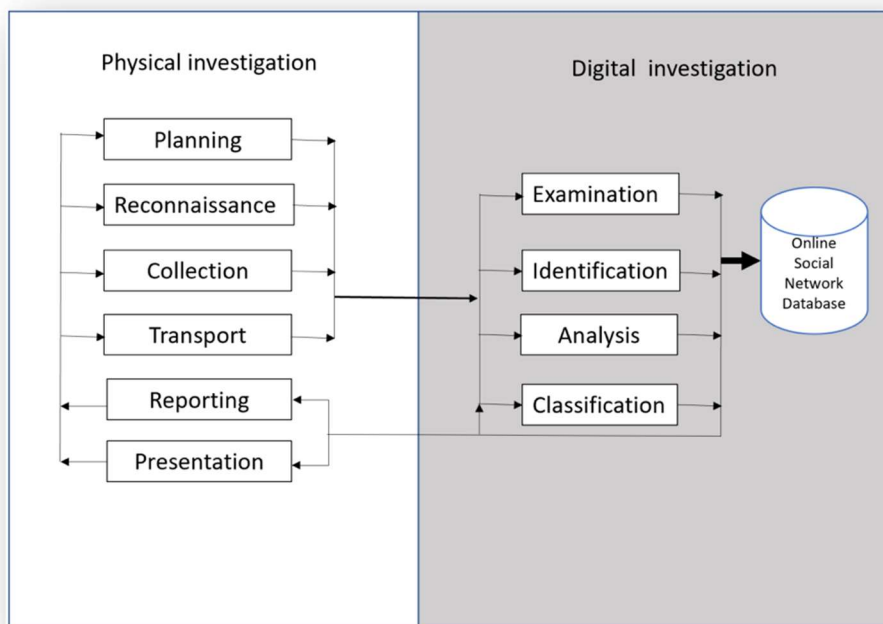 Physical investigation
Planning
Reconnaissance
Collection
Transport
Reporting
Presentation
Digital investigation
Examination
Identification
Analysis
Classification
Online
Social
Network
Database